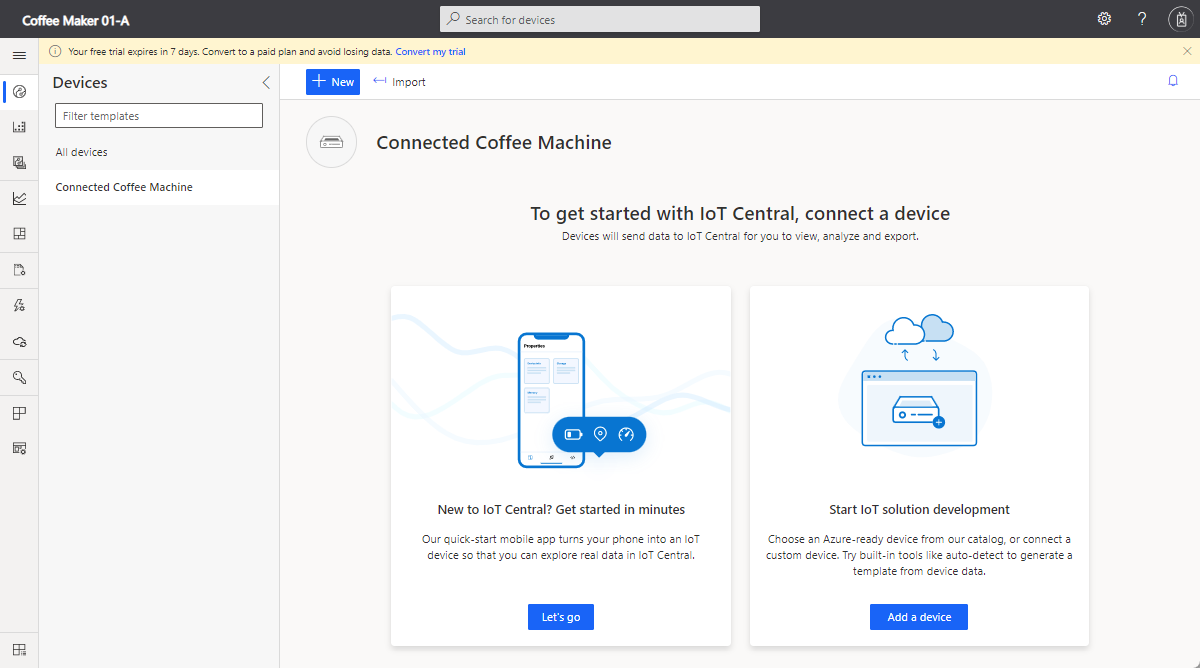 Coffee Maker 01-A
Search for devices
Your free trial expires in 7 days. Convert to a paid plan and avoid losing data. Convert my trial
Devices
Filter templates
All devices
Connected Coffee Machine
New
Import
Connected Coffee Machine
To get started with IoT Central, connect a device
Devices will send data to IoT Central for you to view, analyze and export.
Properties
New to IoT Central? Get started in minutes
Our quick-start mobile app turns your phone into an IoT
device so that you can explore real data in IoT Central.
Let's go
Start IoT solution development
Choose an Azure-ready device from our catalog, or connect a
custom device. Try built-in tools like auto-detect to generate a
template from device data.
Add a device